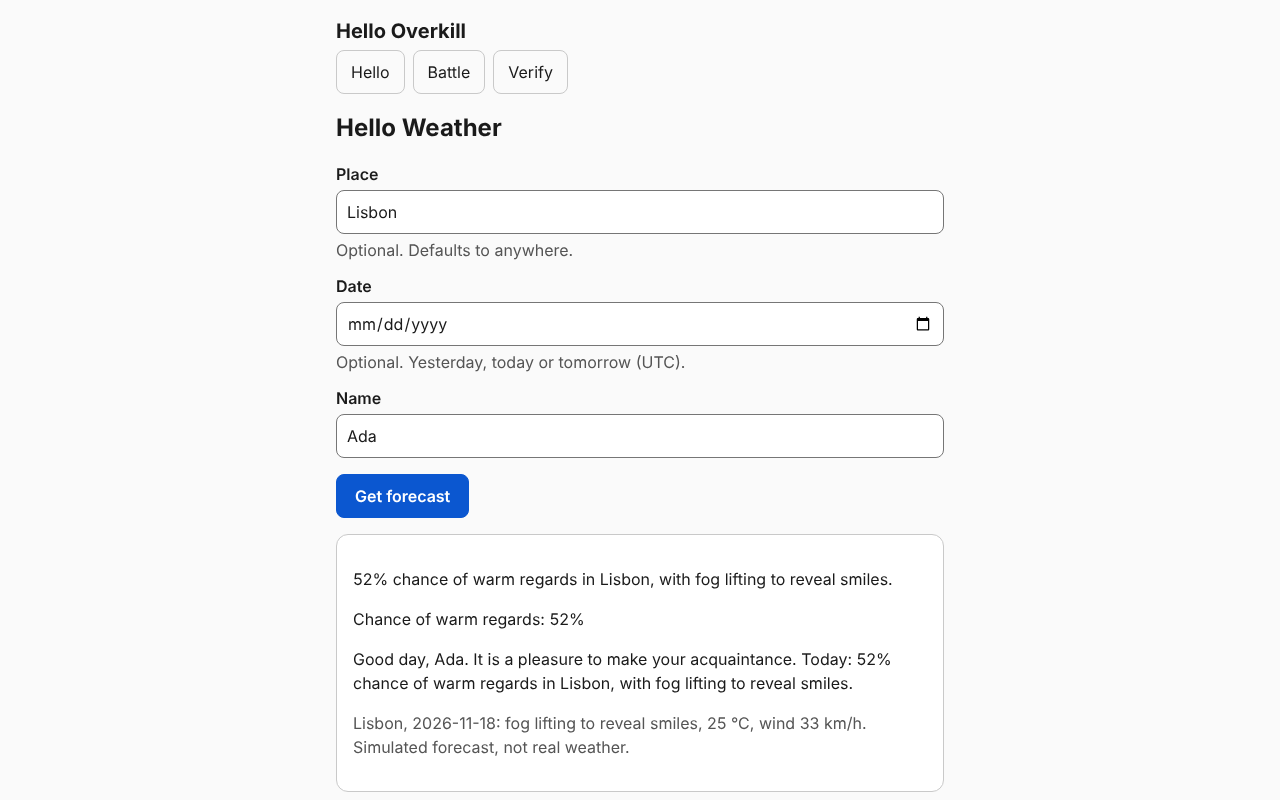 Hello Overkill
Hello
Battle
Verify
Hello Weather
Place
Lisbon
Optional. Defaults to anywhere.
Date
mm/dd/yyyy
Optional. Yesterday, today or tomorrow (UTC).
Name
Ada
Get forecast
52% chance of warm regards in Lisbon, with fog lifting to reveal smiles.
Chance of warm regards: 52%
Good day, Ada. It is a pleasure to make your acquaintance. Today: 52%
chance of warm regards in Lisbon, with fog lifting to reveal smiles.
Lisbon, 2026-11-18: fog lifting to reveal smiles, 25 °C, wind 33 km/h.
Simulated forecast, not real weather.